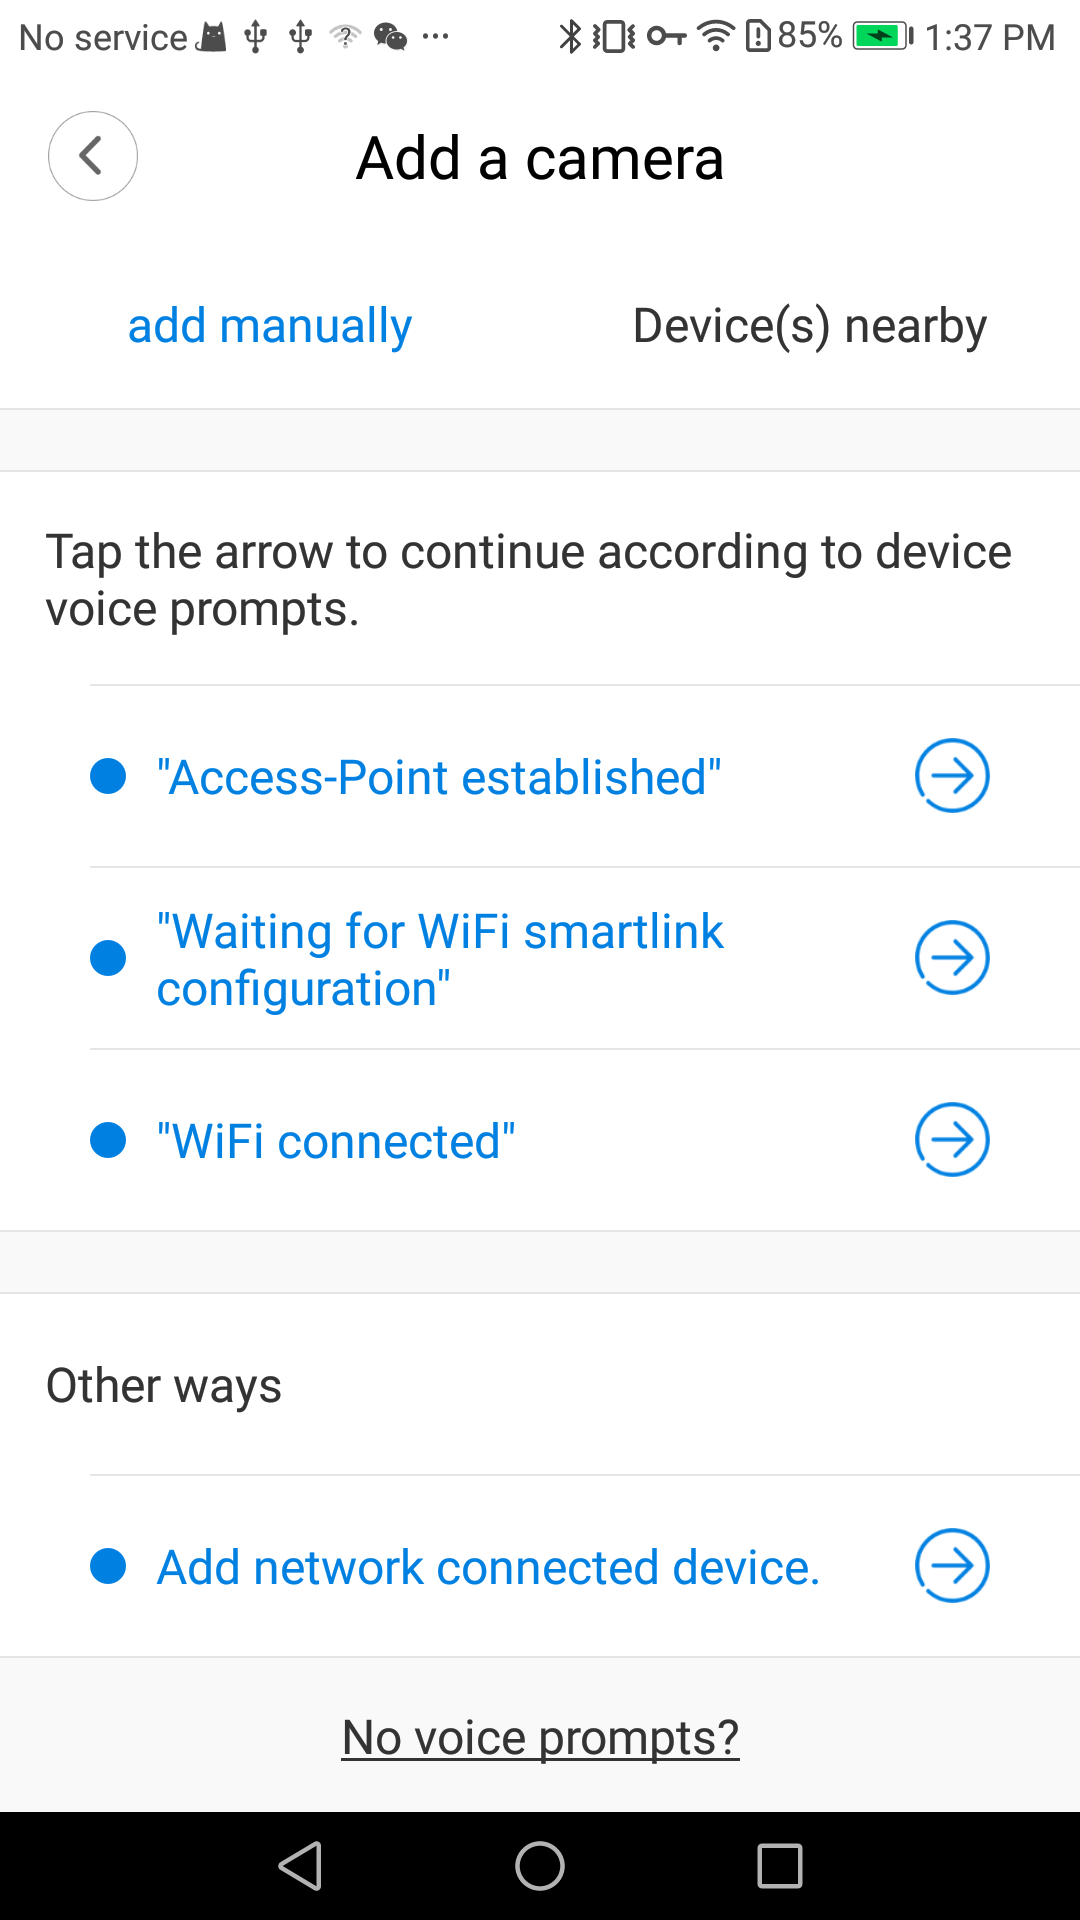 No service 85% 1:37 PM
Add a camera
add manually Device(s) nearby
Tap the arrow to continue according to device
voice prompts.
"Access-Point established"
"Waiting for WiFi smartlink
configuration"
"WiFi connected"
Other ways
Add network connected device.
No voice prompts?